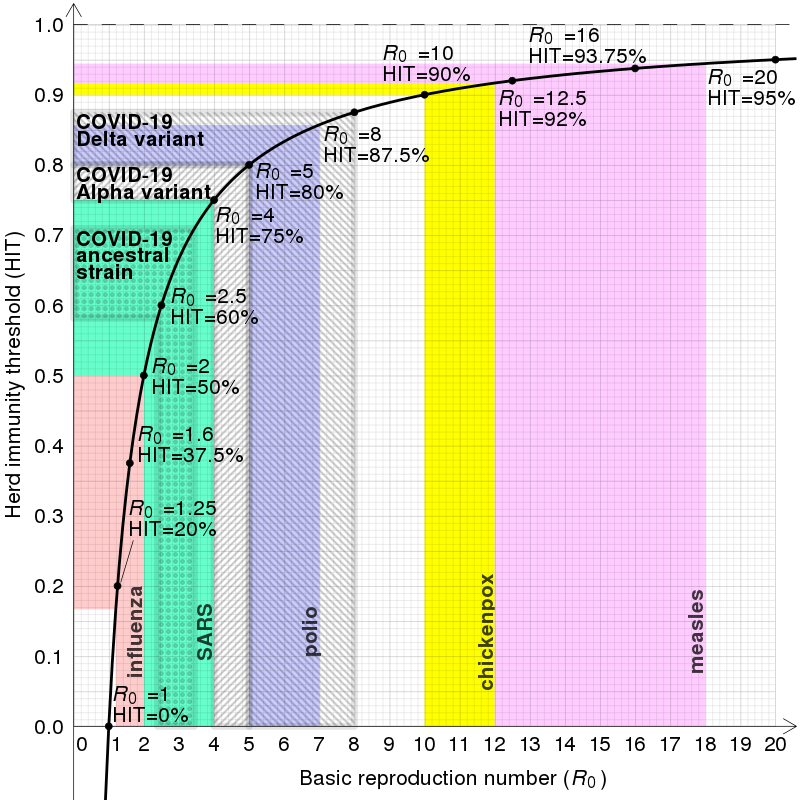 1.0
0.9
0.8
0.7
0.6
0.5
0.4
0.3
0.2
0.1
0.0
Herd immunity threshold (HIT)
R0 =10
HIT=90%
R0 =16
HIT=93.75%
R0 =20
HIT=95%
R0 =12.5
HIT=92%
COVID-19
Delta variant
R0 =8
HIT=87.5%
COVID-19
Alpha variant
R0 =5
HIT=80%
R0 =4
HIT=75%
COVID-19
ancestral
strain
R0 =2.5
HIT=60%
R0 =2
HIT=50%
R0 =1.6
HIT=37.5%
R0 =1.25
HIT=20%
R0 =1
HIT=0%
influenza
SARS
polio
chickenpox
measles
0 1 2 3 4 5 6 7 8 9 10 11 12 13 14 15 16 17 18 19 20
Basic reproduction number (R0 )